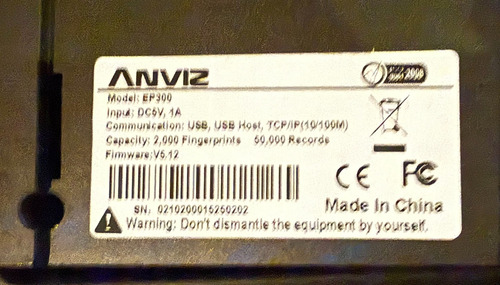 ANVIZ
Model: EP300
Input: DC5V, 1A
Communication: USB, USB Host, TCP/IP(10/100M)
Capacity: 2,000 Fingerprints 50,000 Records
Firmware:V5.12
CE FC
SN: 0210200015250202
Made In China
Warning: Don't dismantle the equipment by yourself.